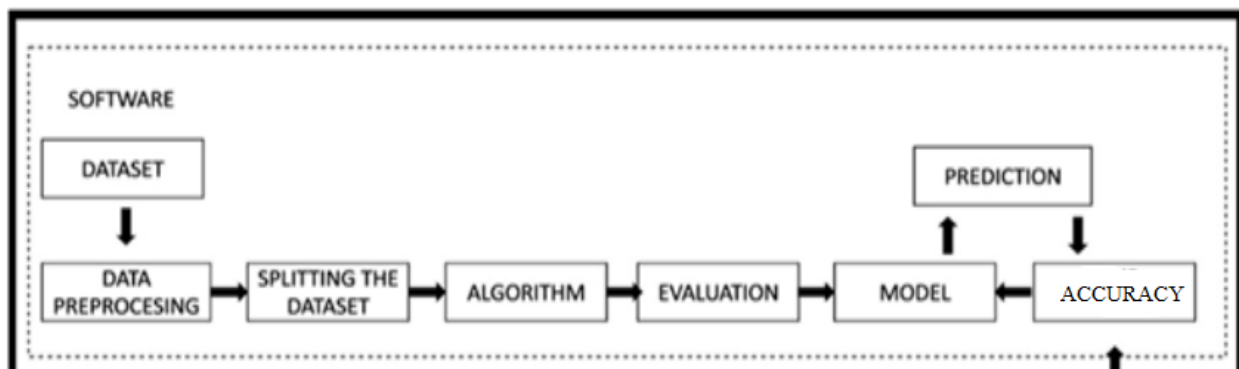 SOFTWARE
DATASET
PREDICTION
DATA
PREPROCESING
SPLITTING THE
DATASET
ALGORITHM
EVALUATION
MODEL
ACCURACY